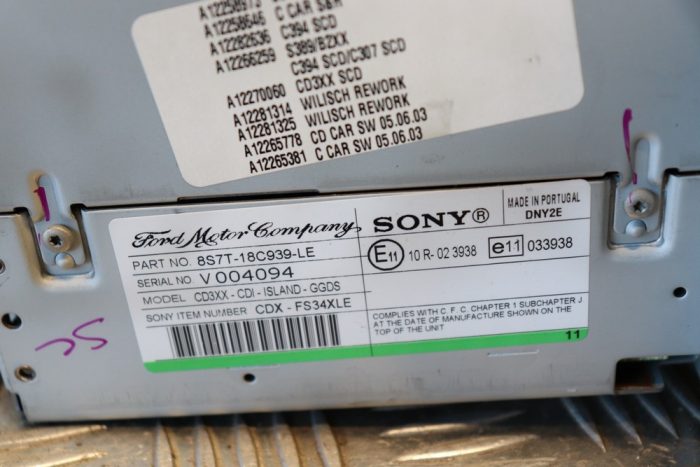 A12258973 S&R
A12258646 C CAR S&R
A12282536 C394 SCD
A12266259 S389/B2XX
C394 SCD/C307 SCD
A12270060 CD3XX SCD
A12281314 WILISCH REWORK
A12281325 WILISCH REWORK
A12265778 CD CAR SW 05.06.03
A12265381 C CAR SW 05.06.03
Ford Motor Company,
PART NO. 8S7T-18C939-LE
SERIAL NO. V004094
MODEL CD3XX - CDI - ISLAND - GGDS
SONY ITEM NUMBER CDX - FS34XLE
SONY®
MADE IN PORTUGAL
DNY2E
E11 10 R- 02 3938 e11 033938
COMPLIES WITH C. F. C. CHAPTER 1 SUBCHAPTER J
AT THE DATE OF MANUFACTURE SHOWN ON THE
TOP OF THE UNIT
11